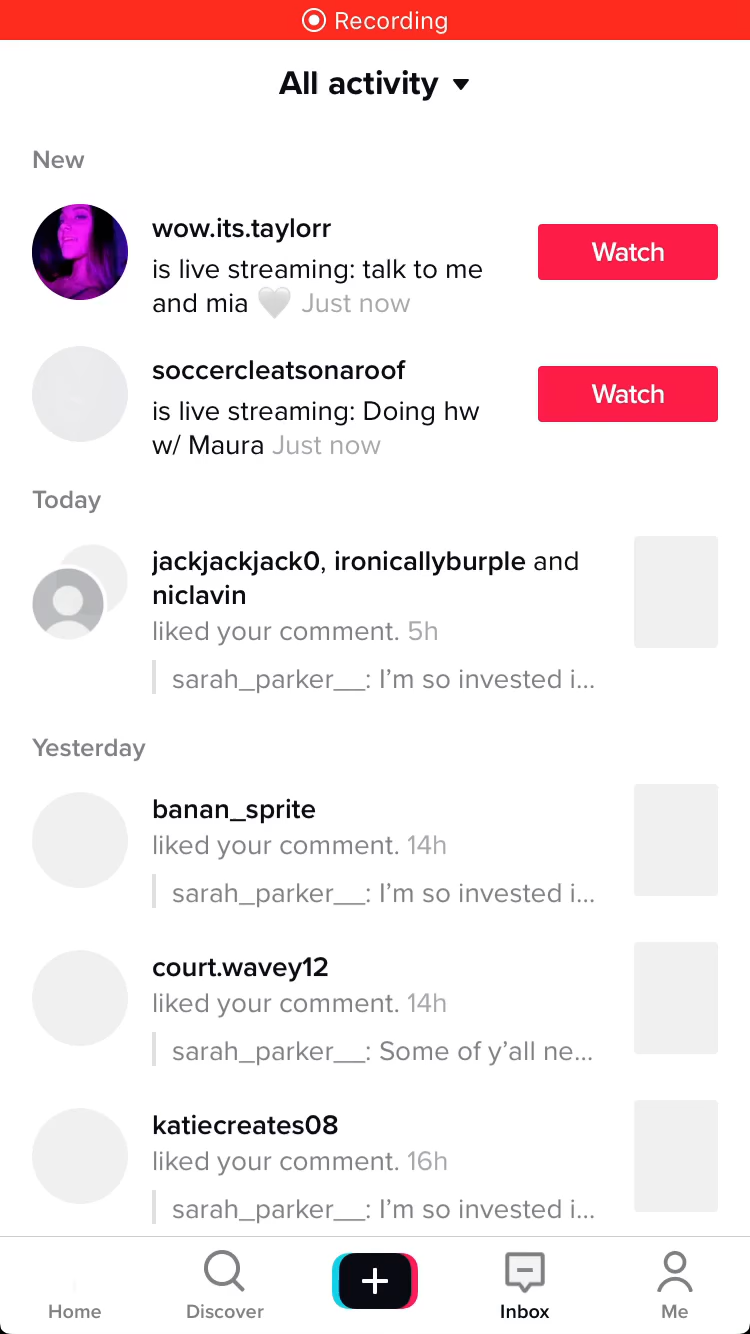 Recording
All activity
New
wow.its.taylorr
is live streaming: talk to me
and mia 🤍 Just now
Watch
soccercleatsonaroof
is live streaming: Doing hw
w/ Maura Just now
Watch
Today
jackjackjack0, ironicallyburple and
niclavin
liked your comment. 5h
sarah_parker__: I’m so invested i...
Yesterday
banan_sprite
liked your comment. 14h
sarah_parker__: I’m so invested i...
court.wavey12
liked your comment. 14h
sarah_parker__: Some of y’all ne...
katiecreates08
liked your comment. 16h
sarah_parker__: I’m so invested i...
Home
Discover
Inbox
Me